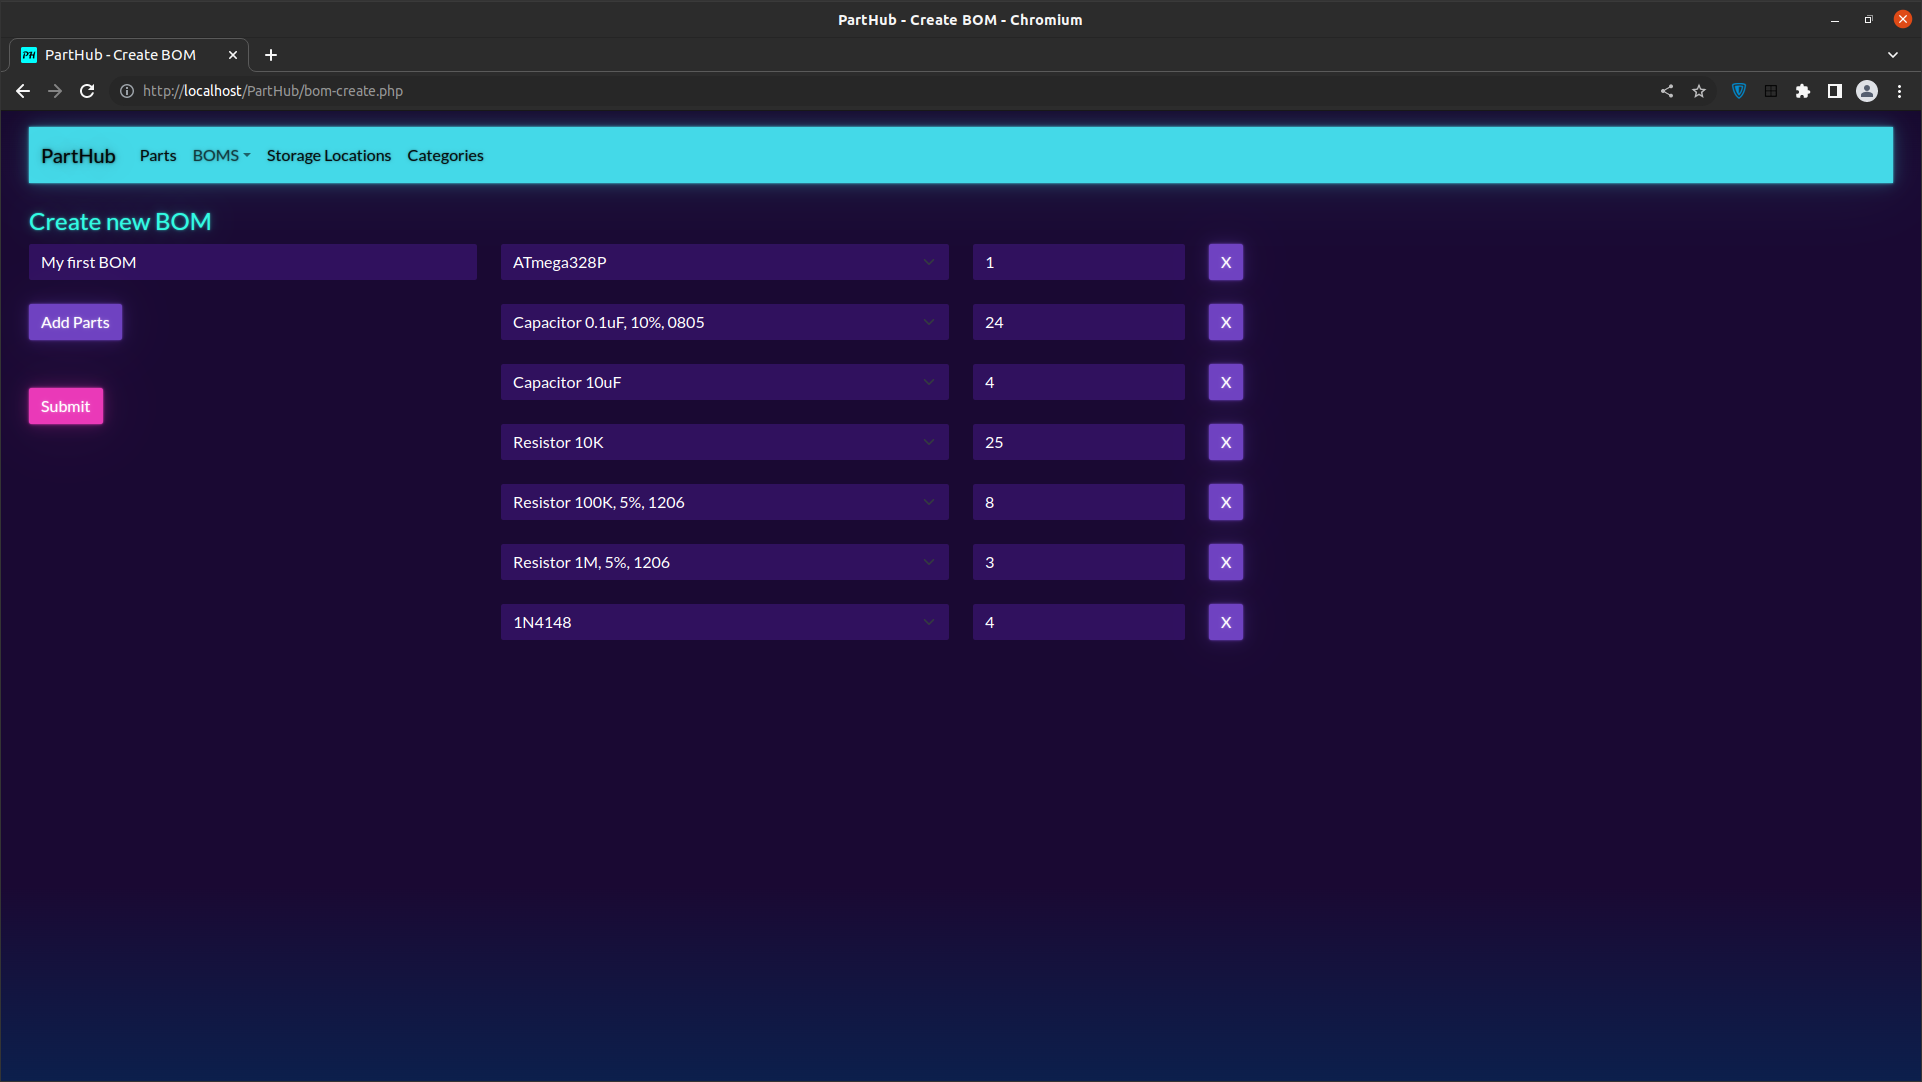 PartHub - Create BOM - Chromium
PH PartHub - Create BOM
http://localhost/PartHub/bom-create.php
PartHub Parts BOMS Storage Locations Categories
Create new BOM
My first BOM ATmega328P 1 X
Add Parts Capacitor 0.1uF, 10%, 0805 24 X
Capacitor 10uF 4 X
Submit
Resistor 10K 25 X
Resistor 100K, 5%, 1206 8 X
Resistor 1M, 5%, 1206 3 X
1N4148 4 X